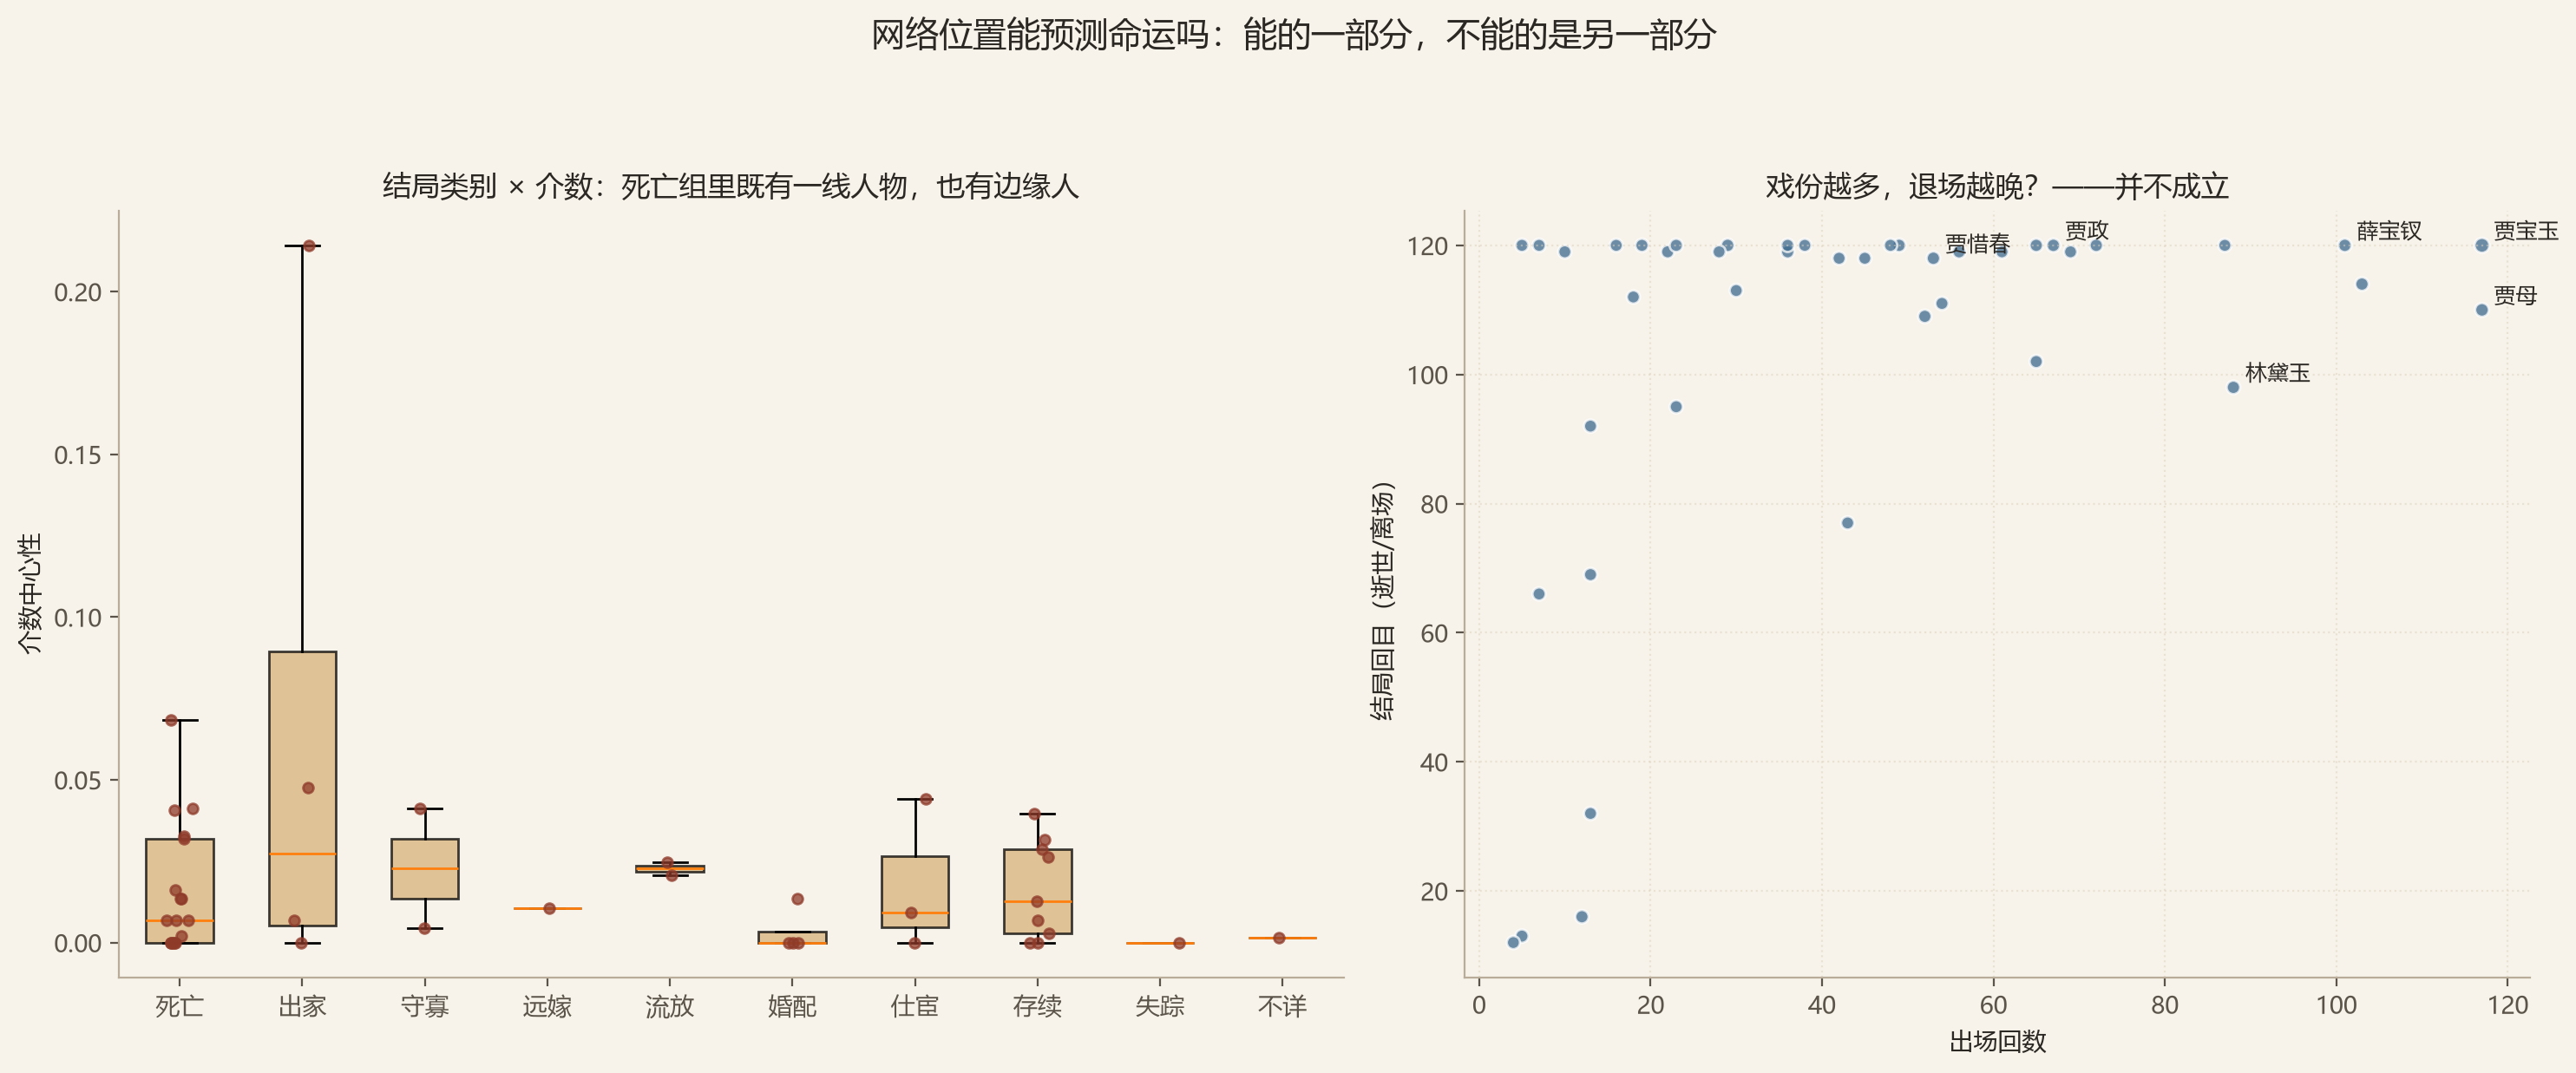 网络位置能预测命运吗：能的一部分，不能的是另一部分
结局类别 × 介数：死亡组里既有一线人物，也有边缘人
介数中心性
0.20
0.15
0.10
0.05
0.00
死亡 出家 守寡 远嫁 流放 婚配 仕宦 存续 失踪 不详
戏份越多，退场越晚？——并不成立
结局回目（逝世/离场）
120
100
80
60
40
20
贾惜春
贾政
薛宝钗
贾宝玉
贾母
林黛玉
0 20 40 60 80 100 120
出场回数